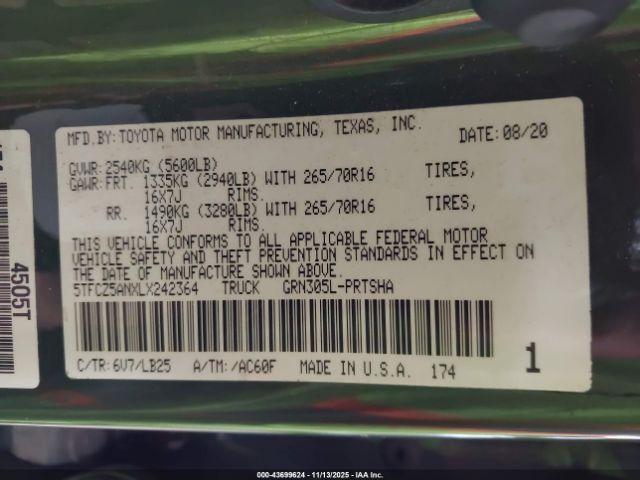 MFD.BY:TOYOTA MOTOR MANUFACTURING, TEXAS, INC. DATE:08/20
GVWR:2540KG (5600LB)
GAWR:FRT. 1335KG (2940LB) WITH 265/70R16 TIRES,
16X7J RIMS.
RR. 1490KG (3280LB) WITH 265/70R16 TIRES,
16X7J RIMS.
THIS VEHICLE CONFORMS TO ALL APPLICABLE FEDERAL MOTOR
VEHICLE SAFETY AND THEFT PREVENTION STANDARDS IN EFFECT ON
THE DATE OF MANUFACTURE SHOWN ABOVE.
5TFCZ5ANXLX242364 TRUCK GRN305L-PRTSHA
C/TR:6V7/LB25 A/TM:/AC60F MADE IN U.S.A. 174 1
4505T
000-43699624 - 11/13/2025 - IAA Inc.